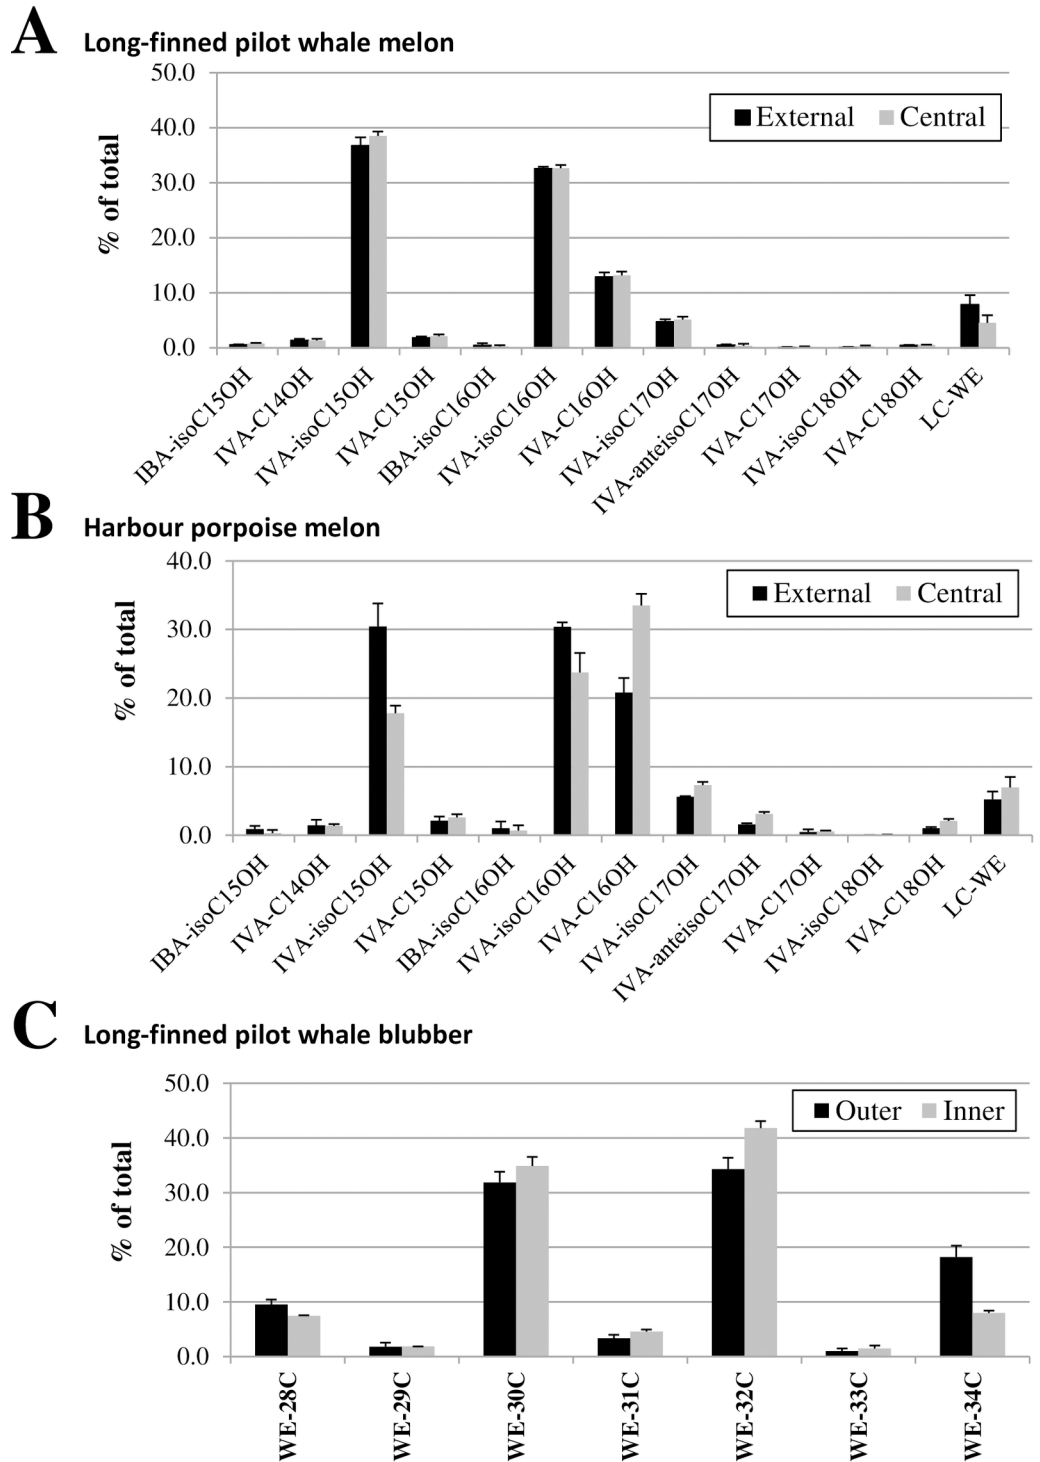 A Long-finned pilot whale melon
% of total
50.0
40.0
30.0
20.0
10.0
0.0
External Central
IBA-isoC15OH
IVA-C14OH
IVA-isoC15OH
IVA-C15OH
IBA-isoC16OH
IVA-isoC16OH
IVA-C16OH
IVA-isoC17OH
IVA-anteisoC17OH
IVA-C17OH
IVA-isoC18OH
IVA-C18OH
LC-WE
B Harbour porpoise melon
% of total
40.0
30.0
20.0
10.0
0.0
External Central
IBA-isoC15OH
IVA-C14OH
IVA-isoC15OH
IVA-C15OH
IBA-isoC16OH
IVA-isoC16OH
IVA-C16OH
IVA-isoC17OH
IVA-anteisoC17OH
IVA-C17OH
IVA-isoC18OH
IVA-C18OH
LC-WE
C Long-finned pilot whale blubber
% of total
50.0
40.0
30.0
20.0
10.0
0.0
Outer Inner
WE-28C
WE-29C
WE-30C
WE-31C
WE-32C
WE-33C
WE-34C